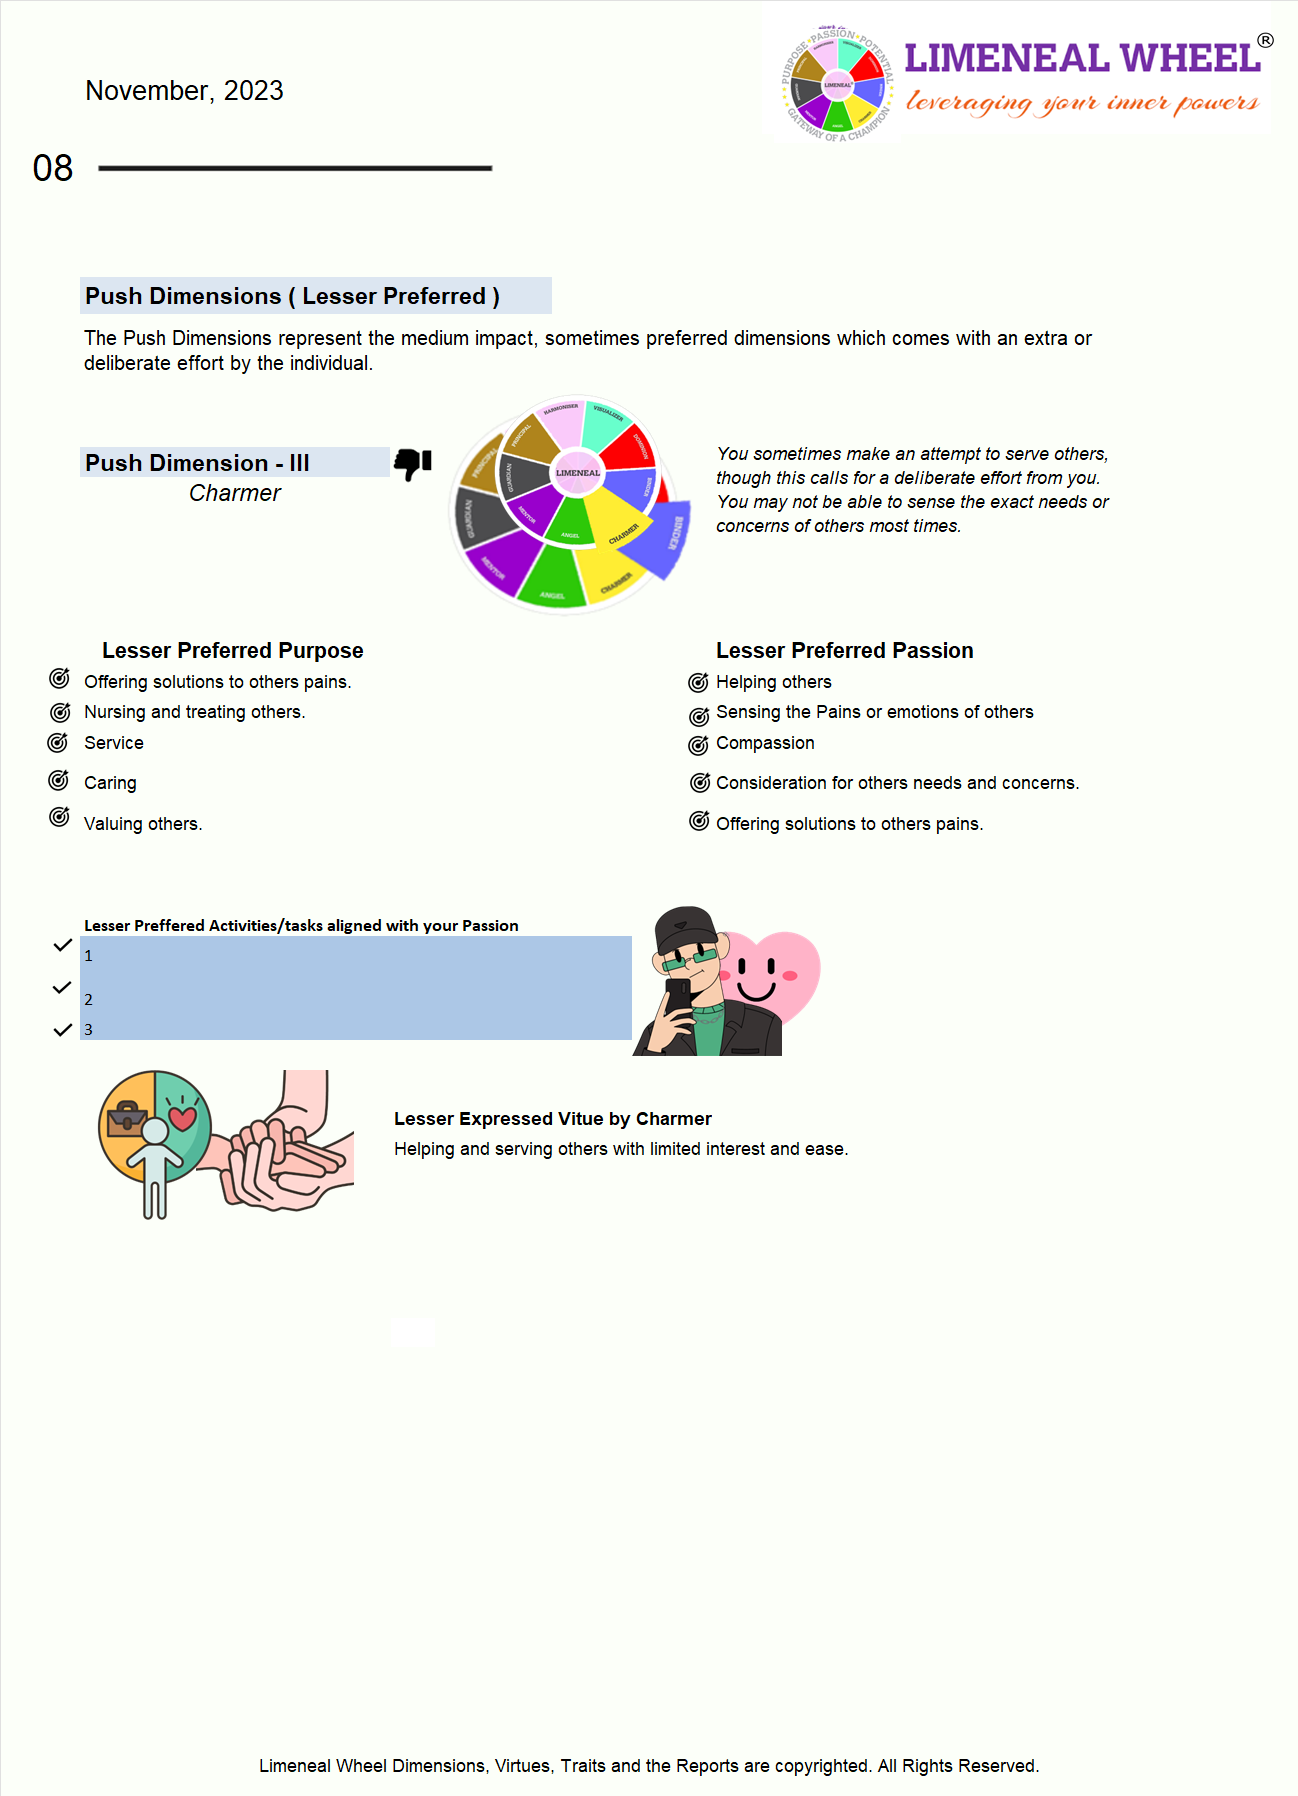 November, 2023
PURPOSE • PASSION • POTENTIAL
GATEWAY OF A CHAMPION
LIMENEAL
LIMENEAL WHEEL®
leveraging your inner powers
08
Push Dimensions ( Lesser Preferred )
The Push Dimensions represent the medium impact, sometimes preferred dimensions which comes with an extra or
deliberate effort by the individual.
Push Dimension - III
Charmer
HARMONISER
VISUALIZER
DOMINION
BINDER
CHARMER
ANGEL
MENTOR
GUARDIAN
PRINCIPAL
LIMENEAL
PRINCIPAL
GUARDIAN
MENTOR
ANGEL
CHARMER
BINDER
You sometimes make an attempt to serve others,
though this calls for a deliberate effort from you.
You may not be able to sense the exact needs or
concerns of others most times.
Lesser Preferred Purpose
Offering solutions to others pains.
Nursing and treating others.
Service
Caring
Valuing others.
Lesser Preferred Passion
Helping others
Sensing the Pains or emotions of others
Compassion
Consideration for others needs and concerns.
Offering solutions to others pains.
Lesser Preffered Activities/tasks aligned with your Passion
1
2
3
Lesser Expressed Vitue by Charmer
Helping and serving others with limited interest and ease.
Limeneal Wheel Dimensions, Virtues, Traits and the Reports are copyrighted. All Rights Reserved.